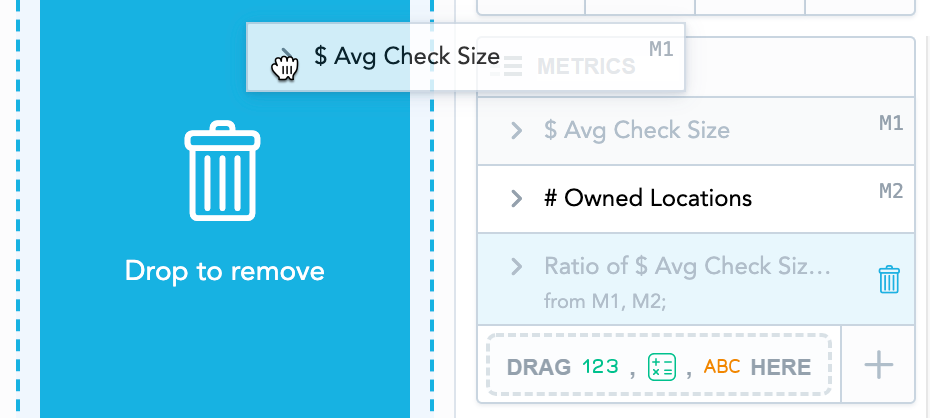 $ Avg Check Size M1
METRICS
$ Avg Check Size M1
# Owned Locations M2
Drop to remove
Ratio of $ Avg Check Siz...
from M1, M2;
DRAG 123 , , ABC HERE